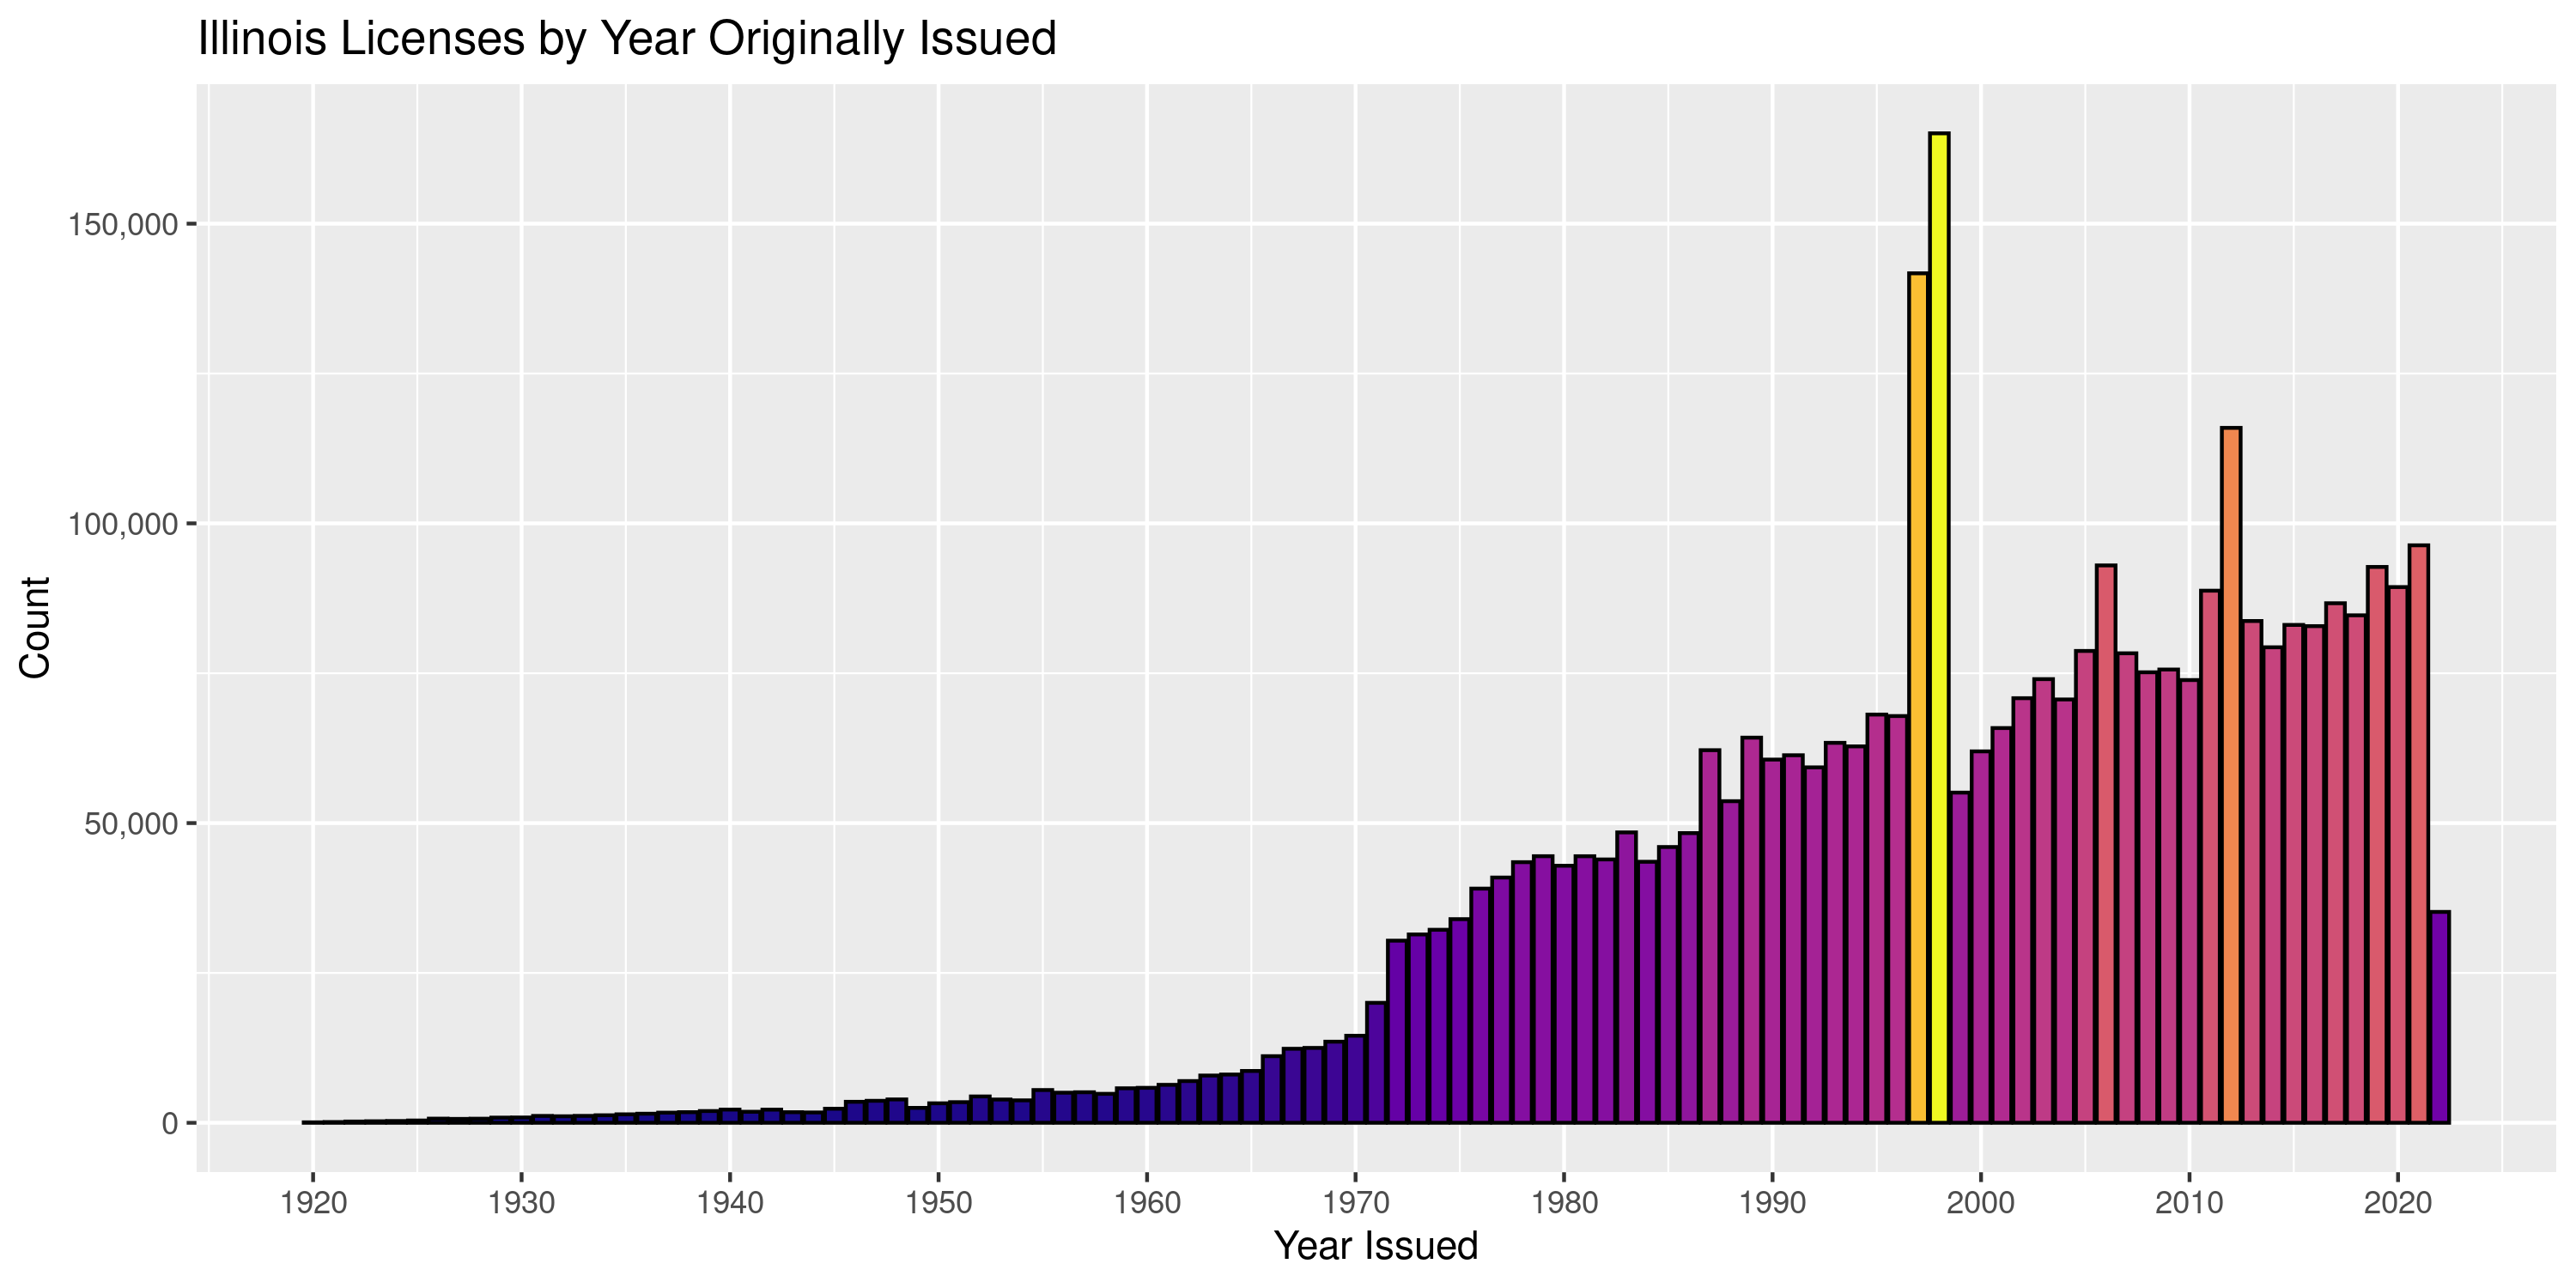 Illinois Licenses by Year Originally Issued
150,000
100,000
50,000
0
Count
1920 1930 1940 1950 1960 1970 1980 1990 2000 2010 2020
Year Issued